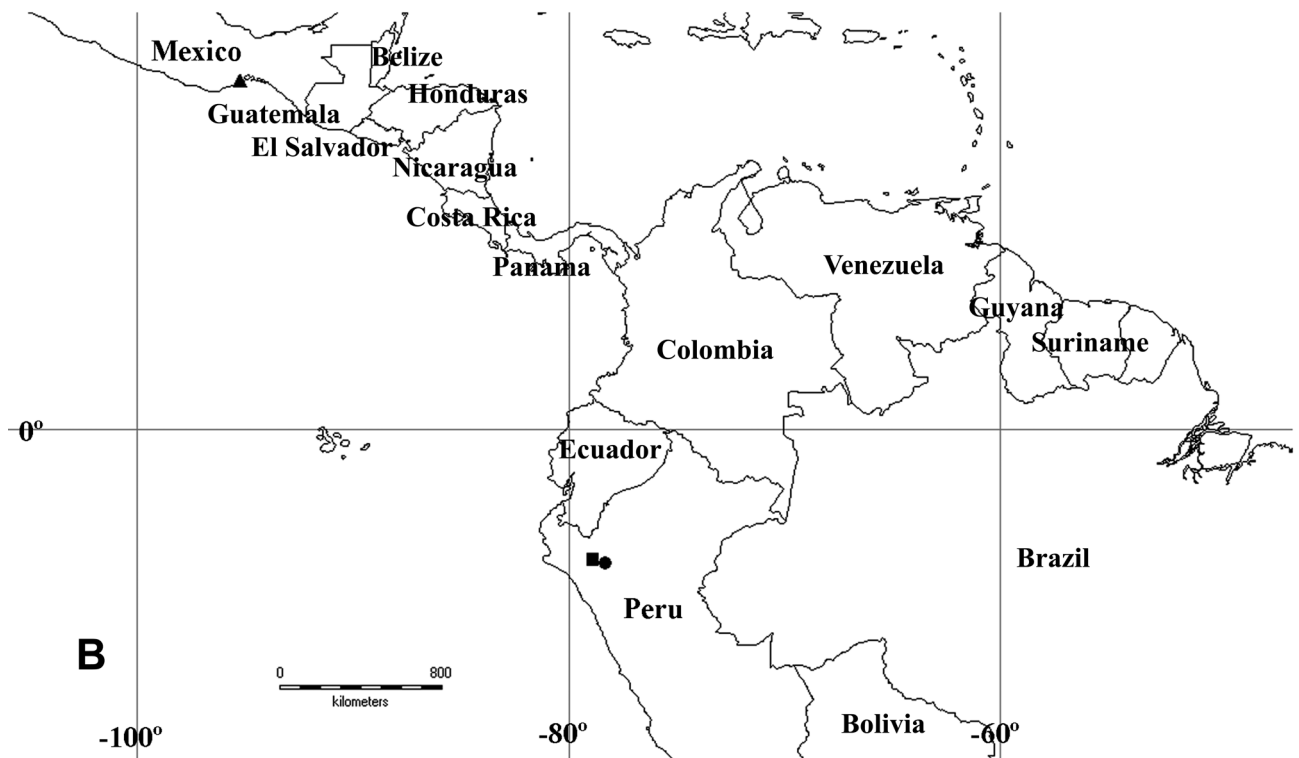 Mexico
Belize
Honduras
Guatemala
El Salvador
Nicaragua
Costa Rica
Panama
Venezuela
Guyana
Suriname
Colombia
0º
Ecuador
Brazil
Peru
B
0 800
kilometers
Bolivia
-100º -80º -60º